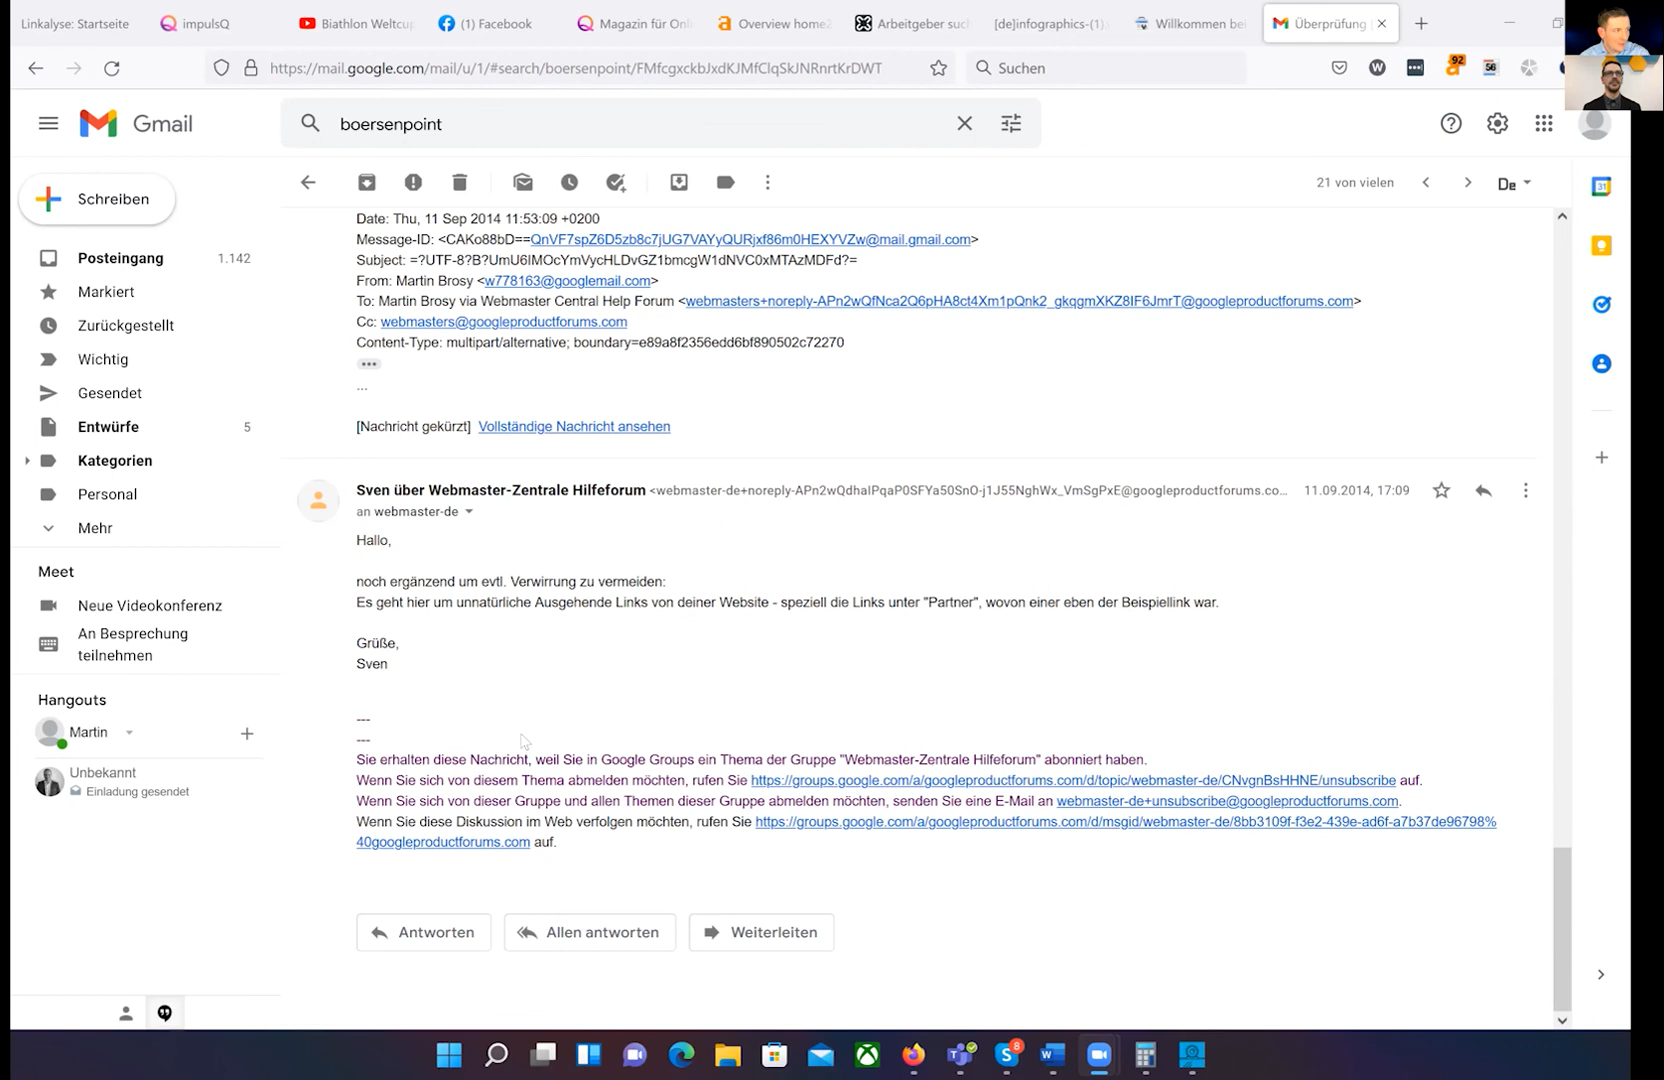 Linkalyse: Startseite
impulsQ
Biathlon Weltcup
(1) Facebook
Magazin für Onli
Overview home2
Arbeitgeber such
[de]infographics-(1)
Willkommen bei
Überprüfung
https://mail.google.com/mail/u/1/#search/boersenpoint/FMfcgxckbJxdKJMfClqSkJNRnrtKrDWT
Suchen
92
56
Gmail
boersenpoint
Schreiben
21 von vielen
De
31
Posteingang 1.142
Markiert
Zurückgestellt
Wichtig
Gesendet
Entwürfe 5
Kategorien
Personal
Mehr
Meet
Neue Videokonferenz
An Besprechung
teilnehmen
Hangouts
Martin
Unbekannt
Einladung gesendet
Date: Thu, 11 Sep 2014 11:53:09 +0200
Message-ID: <CAKo88bD==QnVF7spZ6D5zb8c7jUG7VAYyQURjxf86m0HEXYVZw@mail.gmail.com>
Subject: =?UTF-8?B?UmU6IMOcYmVycHLDvGZ1bmcgW1dNVC0xMTAzMDFd?=
From: Martin Brosy <w778163@googlemail.com>
To: Martin Brosy via Webmaster Central Help Forum <webmasters+noreply-APn2wQfNca2Q6pHA8ct4Xm1pQnk2_gkqgmXKZ8IF6JmrT@googleproductforums.com>
Cc: webmasters@googleproductforums.com
Content-Type: multipart/alternative; boundary=e89a8f2356edd6bf890502c72270
...
[Nachricht gekürzt] Vollständige Nachricht ansehen
Sven über Webmaster-Zentrale Hilfeforum <webmaster-de+noreply-APn2wQdhaIPqaP0SFYa50SnO-j1J55NghWx_VmSgPxE@googleproductforums.co... 11.09.2014, 17:09
an webmaster-de
Hallo,
noch ergänzend um evtl. Verwirrung zu vermeiden:
Es geht hier um unnatürliche Ausgehende Links von deiner Website - speziell die Links unter "Partner", wovon einer eben der Beispiellink war.
Grüße,
Sven
---
---
Sie erhalten diese Nachricht, weil Sie in Google Groups ein Thema der Gruppe "Webmaster-Zentrale Hilfeforum" abonniert haben.
Wenn Sie sich von diesem Thema abmelden möchten, rufen Sie https://groups.google.com/a/googleproductforums.com/d/topic/webmaster-de/CNvgnBsHHNE/unsubscribe auf.
Wenn Sie sich von dieser Gruppe und allen Themen dieser Gruppe abmelden möchten, senden Sie eine E-Mail an webmaster-de+unsubscribe@googleproductforums.com.
Wenn Sie diese Diskussion im Web verfolgen möchten, rufen Sie https://groups.google.com/a/googleproductforums.com/d/msgid/webmaster-de/8bb3109f-f3e2-439e-ad6f-a7b37de96798%
40googleproductforums.com auf.
Antworten
Allen antworten
Weiterleiten
8